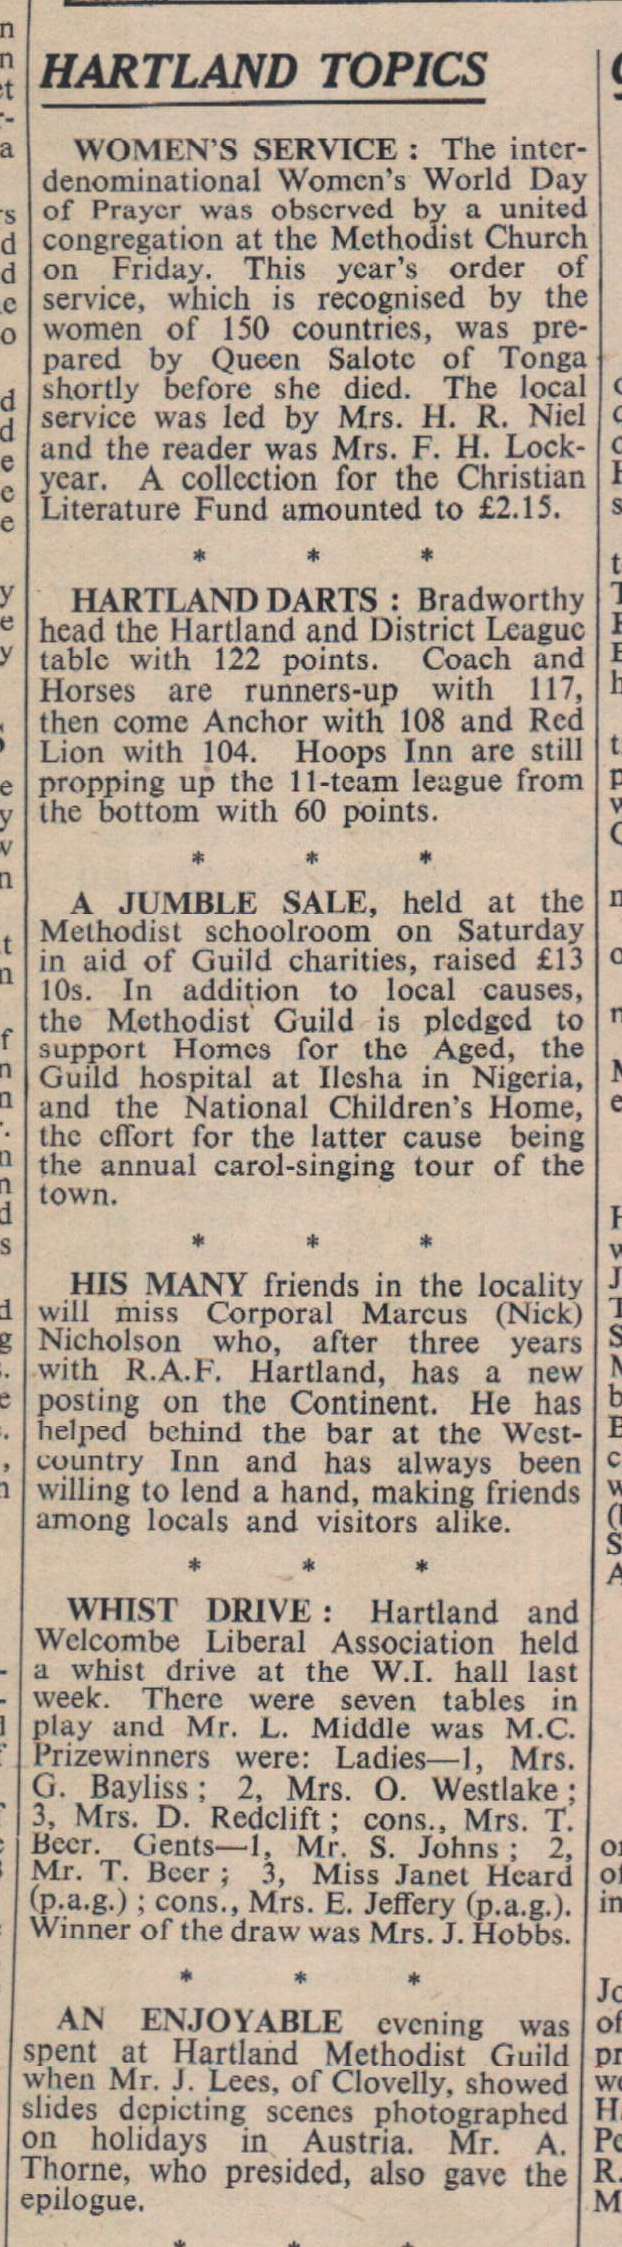 HARTLAND TOPICS
WOMEN'S SERVICE : The inter-
denominational Women's World Day
of Prayer was observed by a united
congregation at the Methodist Church
on Friday. This year's order of
service, which is recognised by the
women of 150 countries, was pre-
pared by Queen Salote of Tonga
shortly before she died. The local
service was led by Mrs. H. R. Niel
and the reader was Mrs. F. H. Lock-
year. A collection for the Christian
Literature Fund amounted to £2.15.
* * *
HARTLAND DARTS : Bradworthy
head the Hartland and District League
table with 122 points. Coach and
Horses are runners-up with 117,
then come Anchor with 108 and Red
Lion with 104. Hoops Inn are still
propping up the 11-team league from
the bottom with 60 points.
* * *
A JUMBLE SALE, held at the
Methodist schoolroom on Saturday
in aid of Guild charities, raised £13
10s. In addition to local causes,
the Methodist Guild is pledged to
support Homes for the Aged, the
Guild hospital at Ilesha in Nigeria,
and the National Children's Home,
the effort for the latter cause being
the annual carol-singing tour of the
town.
* * *
HIS MANY friends in the locality
will miss Corporal Marcus (Nick)
Nicholson who, after three years
with R.A.F. Hartland, has a new
posting on the Continent. He has
helped behind the bar at the West-
country Inn and has always been
willing to lend a hand, making friends
among locals and visitors alike.
* * *
WHIST DRIVE : Hartland and
Welcombe Liberal Association held
a whist drive at the W.I. hall last
week. There were seven tables in
play and Mr. L. Middle was M.C.
Prizewinners were: Ladies—1, Mrs.
G. Bayliss ; 2, Mrs. O. Westlake ;
3, Mrs. D. Redclift ; cons., Mrs. T.
Beer. Gents—1, Mr. S. Johns ; 2,
Mr. T. Beer ; 3, Miss Janet Heard
(p.a.g.) ; cons., Mrs. E. Jeffery (p.a.g.).
Winner of the draw was Mrs. J. Hobbs.
* * *
AN ENJOYABLE evening was
spent at Hartland Methodist Guild
when Mr. J. Lees, of Clovelly, showed
slides depicting scenes photographed
on holidays in Austria. Mr. A.
Thorne, who presided, also gave the
epilogue.
* * *